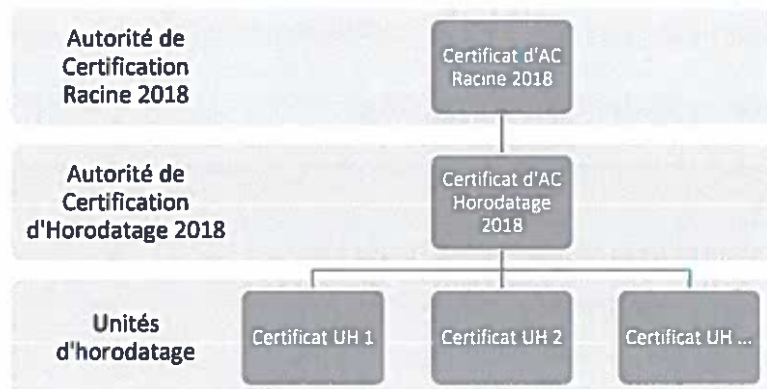 Autorité de
Certification
Racine 2018
Certificat d'AC
Racine 2018
Autorité de
Certification
d'Horodatage 2018
Certificat d'AC
Horodatage
2018
Unités
d'horodatage
Certificat UH 1
Certificat UH 2
Certificat UH ...